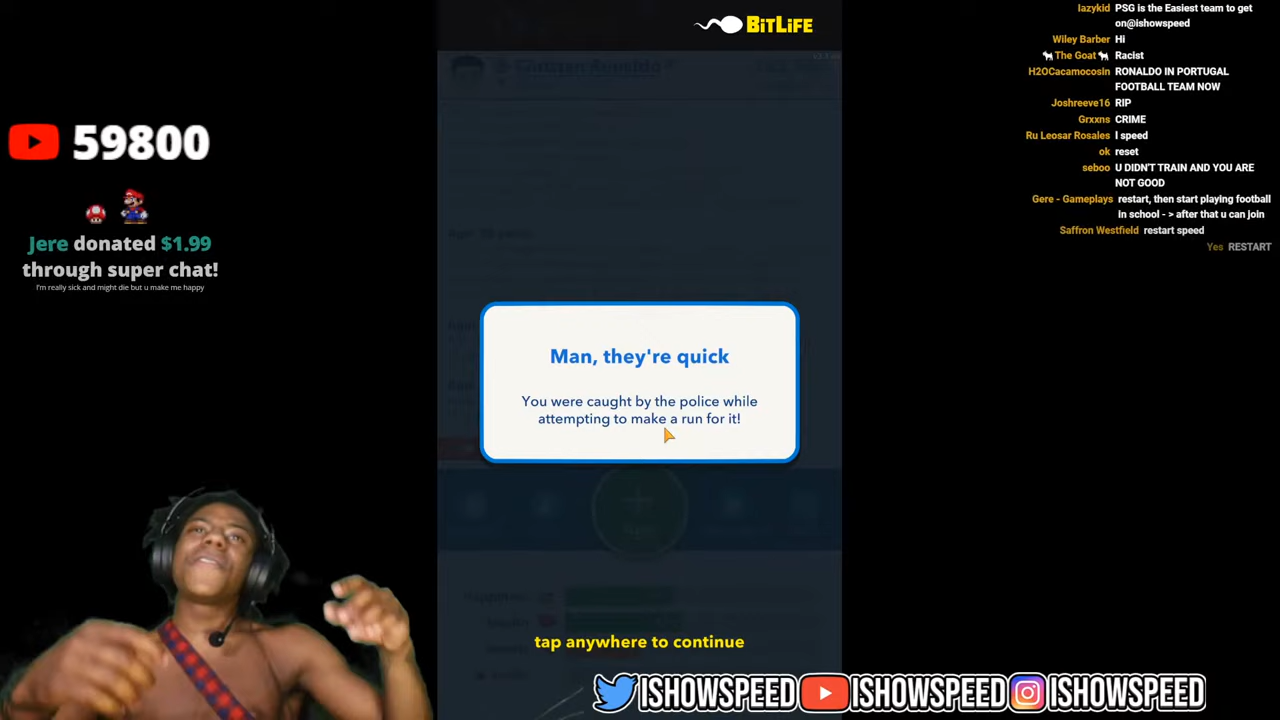 BitLife
59800
Jere donated $1.99
through super chat!
I'm really sick and might die but u make me happy
Man, they're quick
You were caught by the police while
attempting to make a run for it!
tap anywhere to continue
lazykid PSG is the Easiest team to get
on@ishowspeed
Wiley Barber Hi
The Goat Racist
H2OCacamocosin RONALDO IN PORTUGAL
FOOTBALL TEAM NOW
Joshreeve16 RIP
Grxxns CRIME
Ru Leosar Rosales I speed
ok reset
seboo U DIDN'T TRAIN AND YOU ARE
NOT GOOD
Gere - Gameplays restart, then start playing football
in school - > after that u can join
Saffron Westfield restart speed
Yes RESTART
ISHOWSPEED ISHOWSPEED ISHOWSPEED